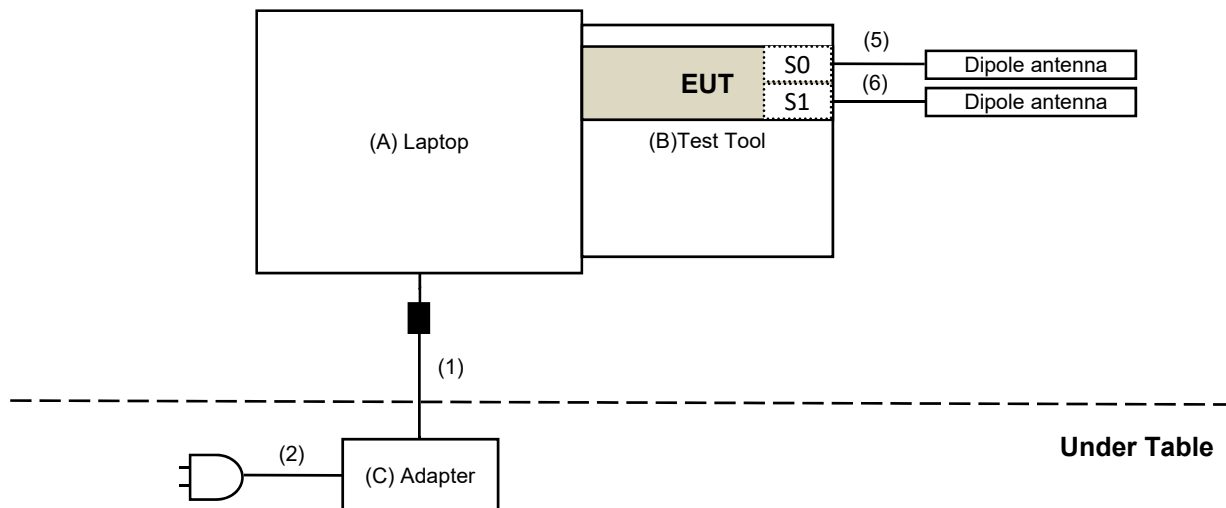 (5)
S0
Dipole antenna
EUT
(6)
S1
Dipole antenna
(A) Laptop
(B)Test Tool
(1)
Under Table
(2)
(C) Adapter